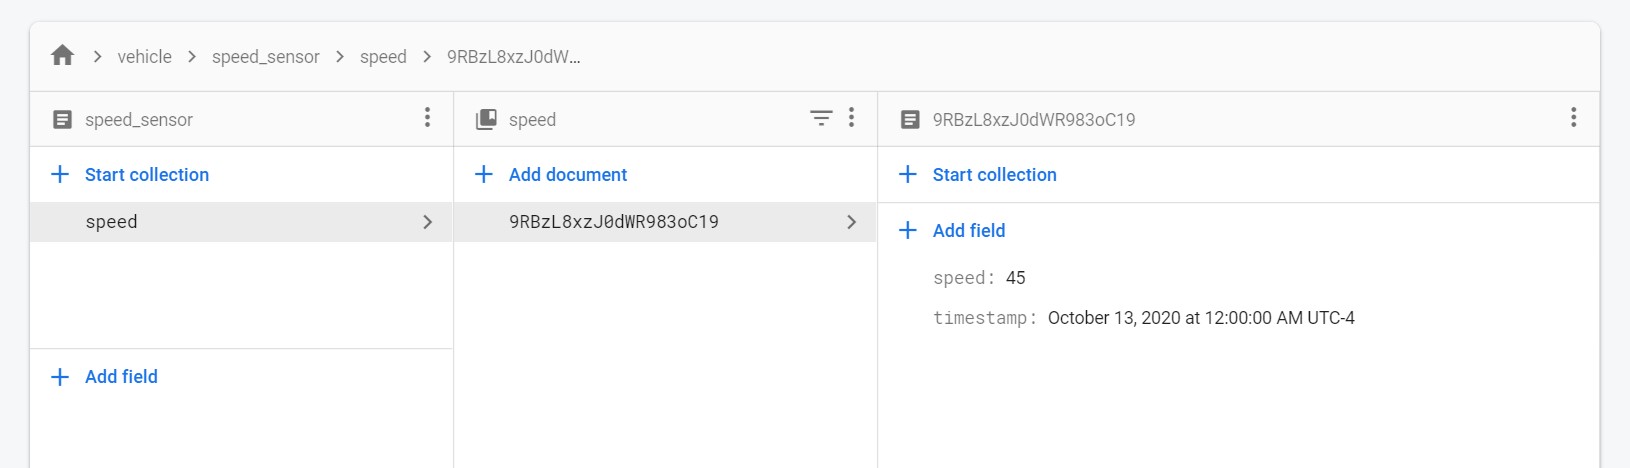 vehicle speed_sensor speed 9RBzL8xzJ0dW...
speed_sensor
Start collection
speed
Add field
speed
Add document
9RBzL8xzJ0dWR983oC19
9RBzL8xzJ0dWR983oC19
Start collection
Add field
speed: 45
timestamp: October 13, 2020 at 12:00:00 AM UTC-4